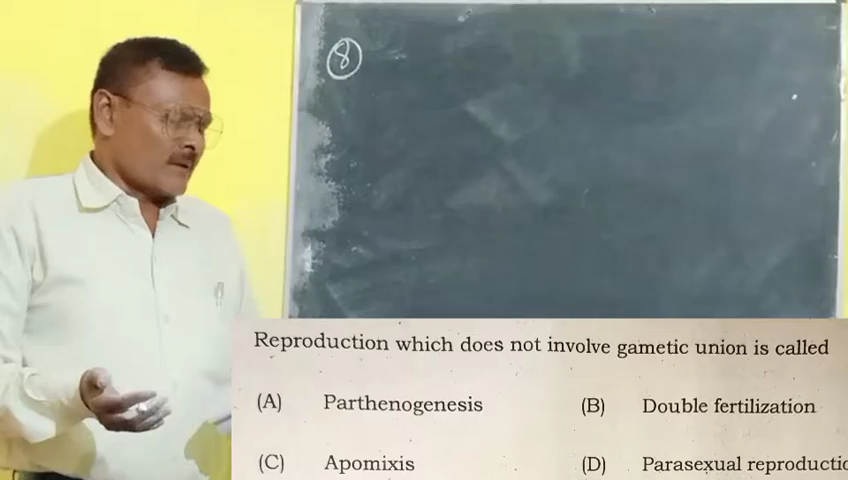 8
Reproduction which does not involve gametic union is called
(A) Parthenogenesis (B) Double fertilization
(C) Apomixis (D) Parasexual reproductic